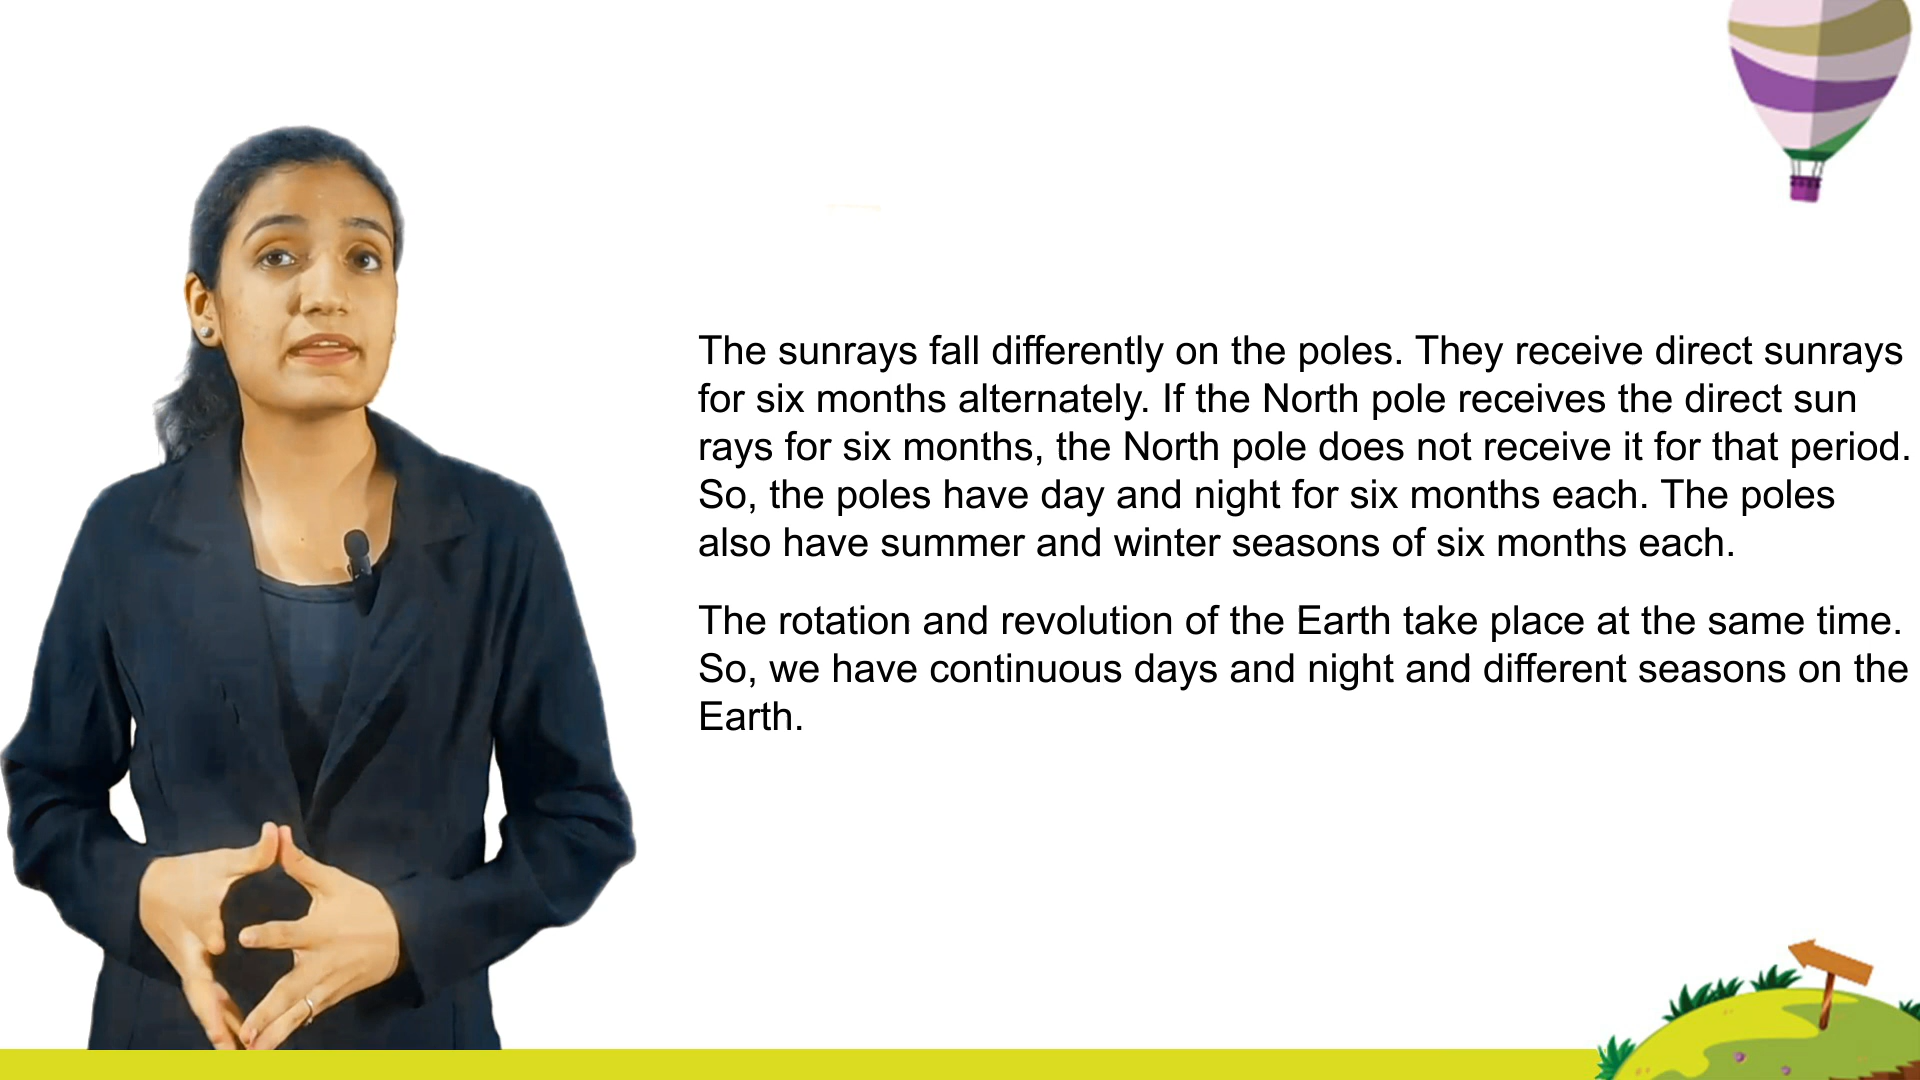 The sunrays fall differently on the poles. They receive direct sunrays
for six months alternately. If the North pole receives the direct sun
rays for six months, the North pole does not receive it for that period.
So, the poles have day and night for six months each. The poles
also have summer and winter seasons of six months each.
The rotation and revolution of the Earth take place at the same time.
So, we have continuous days and night and different seasons on the
Earth.